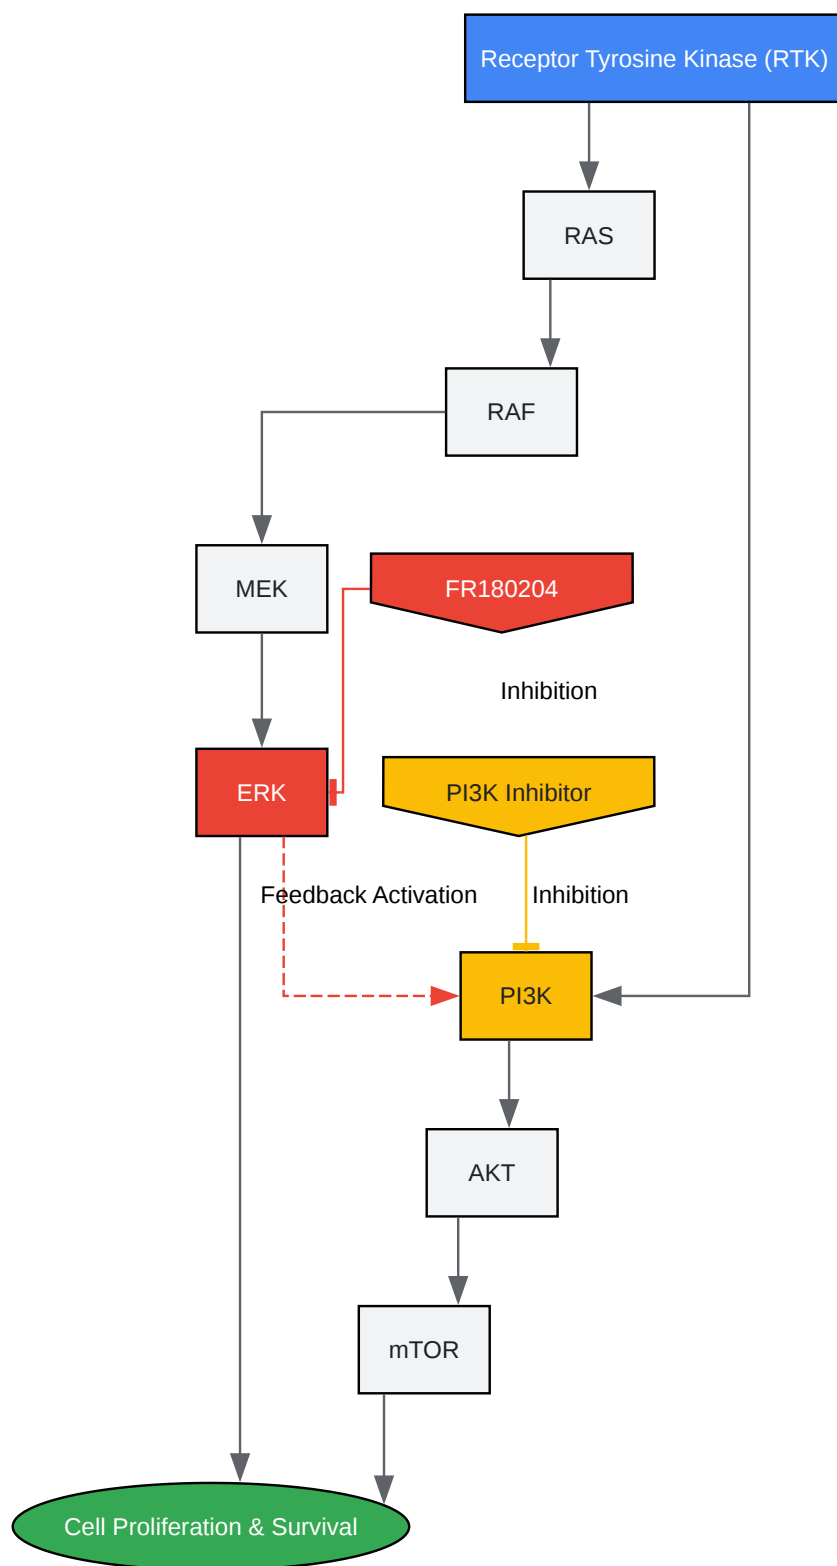 Receptor Tyrosine Kinase (RTK)
RAS
RAF
MEK
FR180204
Inhibition
ERK
PI3K Inhibitor
Feedback Activation
Inhibition
PI3K
AKT
mTOR
Cell Proliferation & Survival